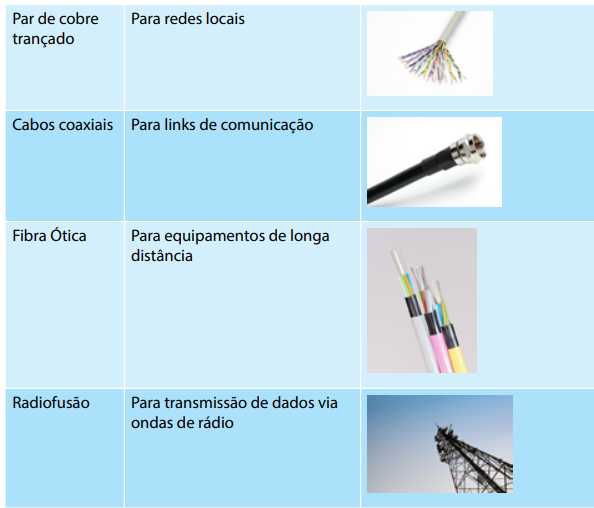 Par de cobre
trançado
Para redes locais
Cabos coaxiais
Para links de comunicação
Fibra Ótica
Para equipamentos de longa
distância
Radiofusão
Para transmissão de dados via
ondas de rádio